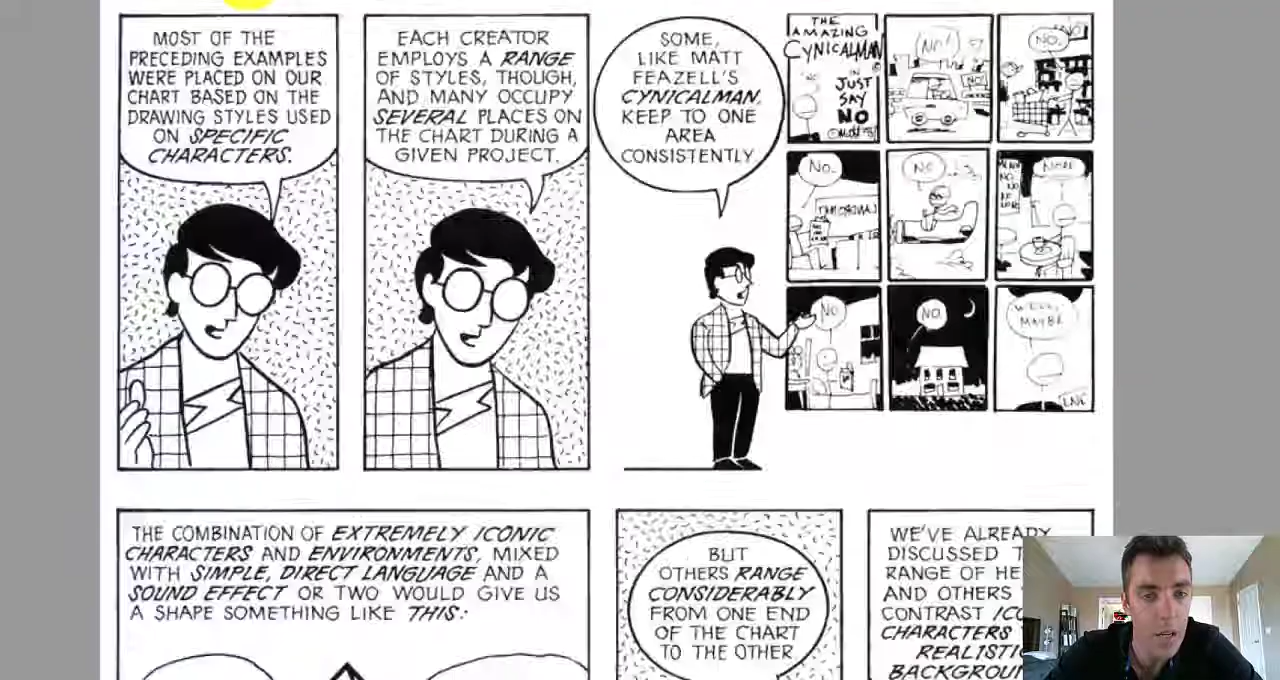 MOST OF THE
PRECEDING EXAMPLES
WERE PLACED ON OUR
CHART BASED ON THE
DRAWING STYLES USED
ON SPECIFIC
CHARACTERS.
EACH CREATOR
EMPLOYS A RANGE
OF STYLES, THOUGH,
AND MANY OCCUPY
SEVERAL PLACES ON
THE CHART DURING A
GIVEN PROJECT.
SOME,
LIKE MATT
FEAZELL'S
CYNICALMAN,
KEEP TO ONE
AREA
CONSISTENTLY
THE
AMAZING
CYNICALMAN
IN
JUST
SAY
NO
NO!
NO!
NO.
NO.
NO
NO
NO.
WELL,
MAYBE
THE COMBINATION OF EXTREMELY ICONIC
CHARACTERS AND ENVIRONMENTS, MIXED
WITH SIMPLE, DIRECT LANGUAGE AND A
SOUND EFFECT OR TWO WOULD GIVE US
A SHAPE SOMETHING LIKE THIS:
BUT
OTHERS RANGE
CONSIDERABLY
FROM ONE END
OF THE CHART
TO THE OTHER
WE'VE ALREADY
DISCUSSED
RANGE OF HE
AND OTHERS
CONTRAST
CHARACTERS
REALISTIC
BACKGROUN